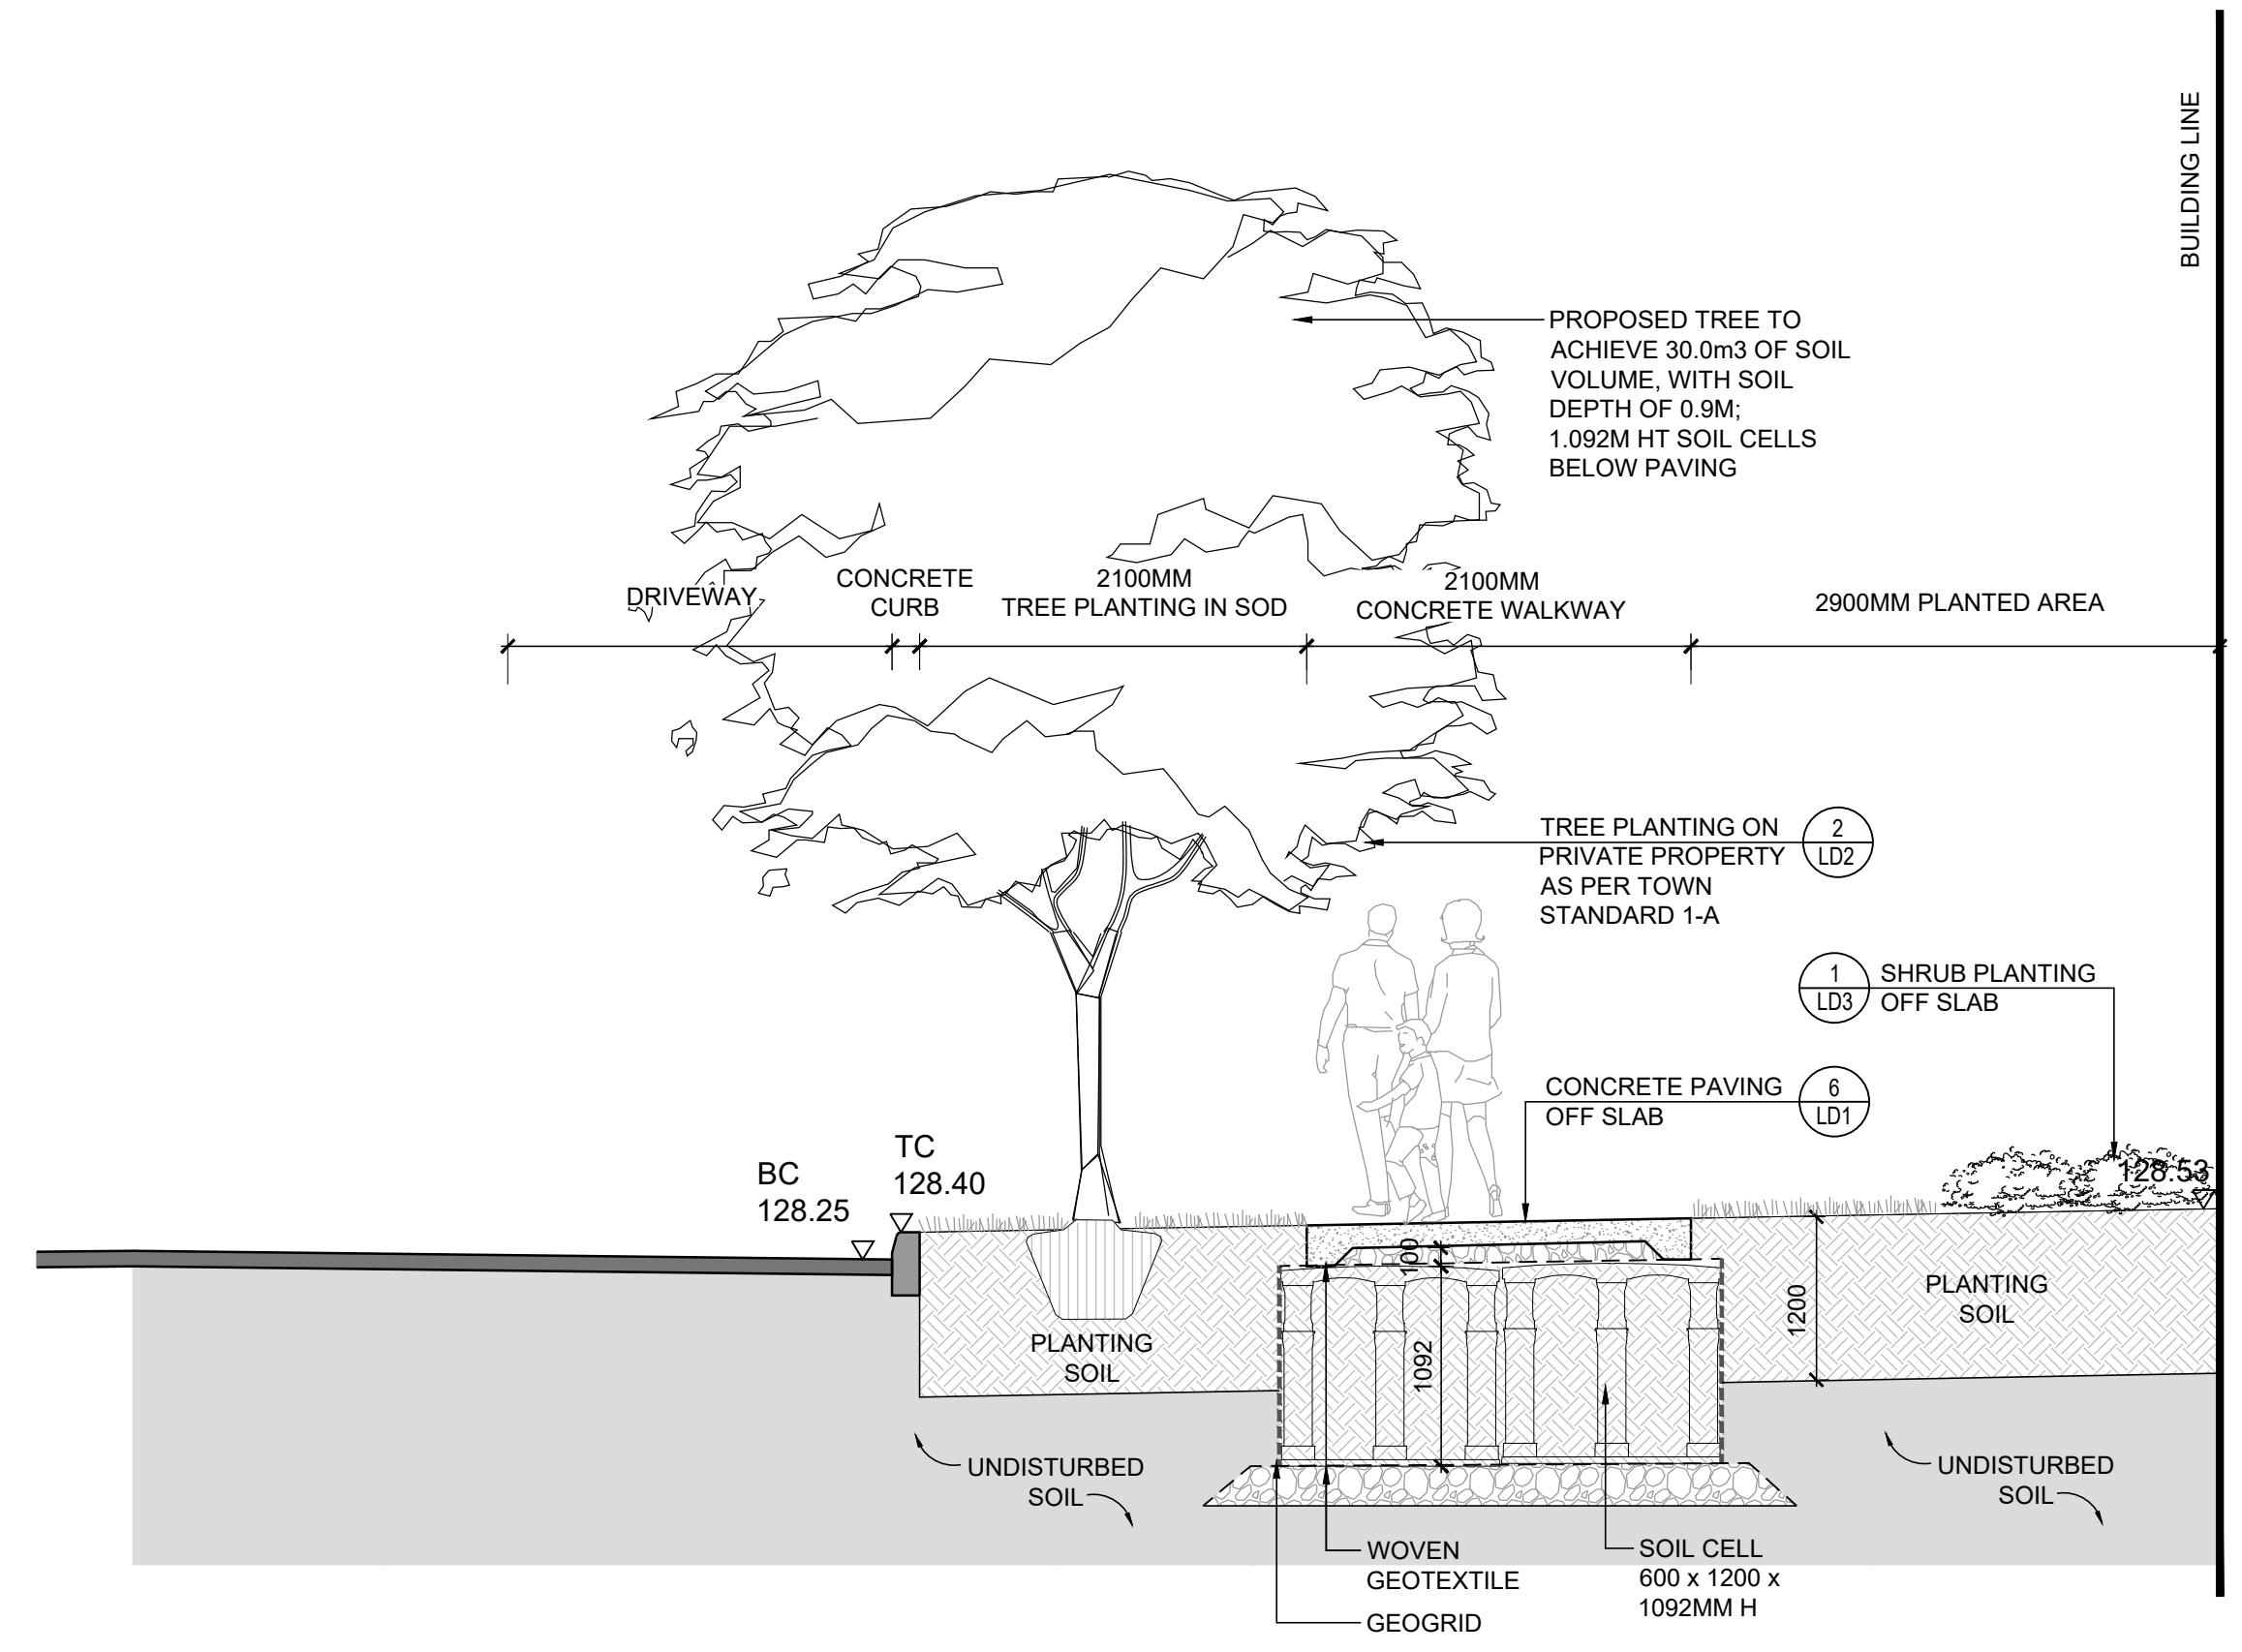 BUILDING LINE
PROPOSED TREE TO
ACHIEVE 30.0m3 OF SOIL
VOLUME, WITH SOIL
DEPTH OF 0.9M;
1.092M HT SOIL CELLS
BELOW PAVING
DRIVEWAY
CONCRETE
CURB
2100MM
TREE PLANTING IN SOD
2100MM
CONCRETE WALKWAY
2900MM PLANTED AREA
TREE PLANTING ON
PRIVATE PROPERTY
AS PER TOWN
STANDARD 1-A
2
LD2
1
LD3
SHRUB PLANTING
OFF SLAB
CONCRETE PAVING
OFF SLAB
6
LD1
BC
128.25
TC
128.40
128.53
100
1092
1200
PLANTING
SOIL
PLANTING
SOIL
UNDISTURBED
SOIL
UNDISTURBED
SOIL
WOVEN
GEOTEXTILE
GEOGRID
SOIL CELL
600 x 1200 x
1092MM H